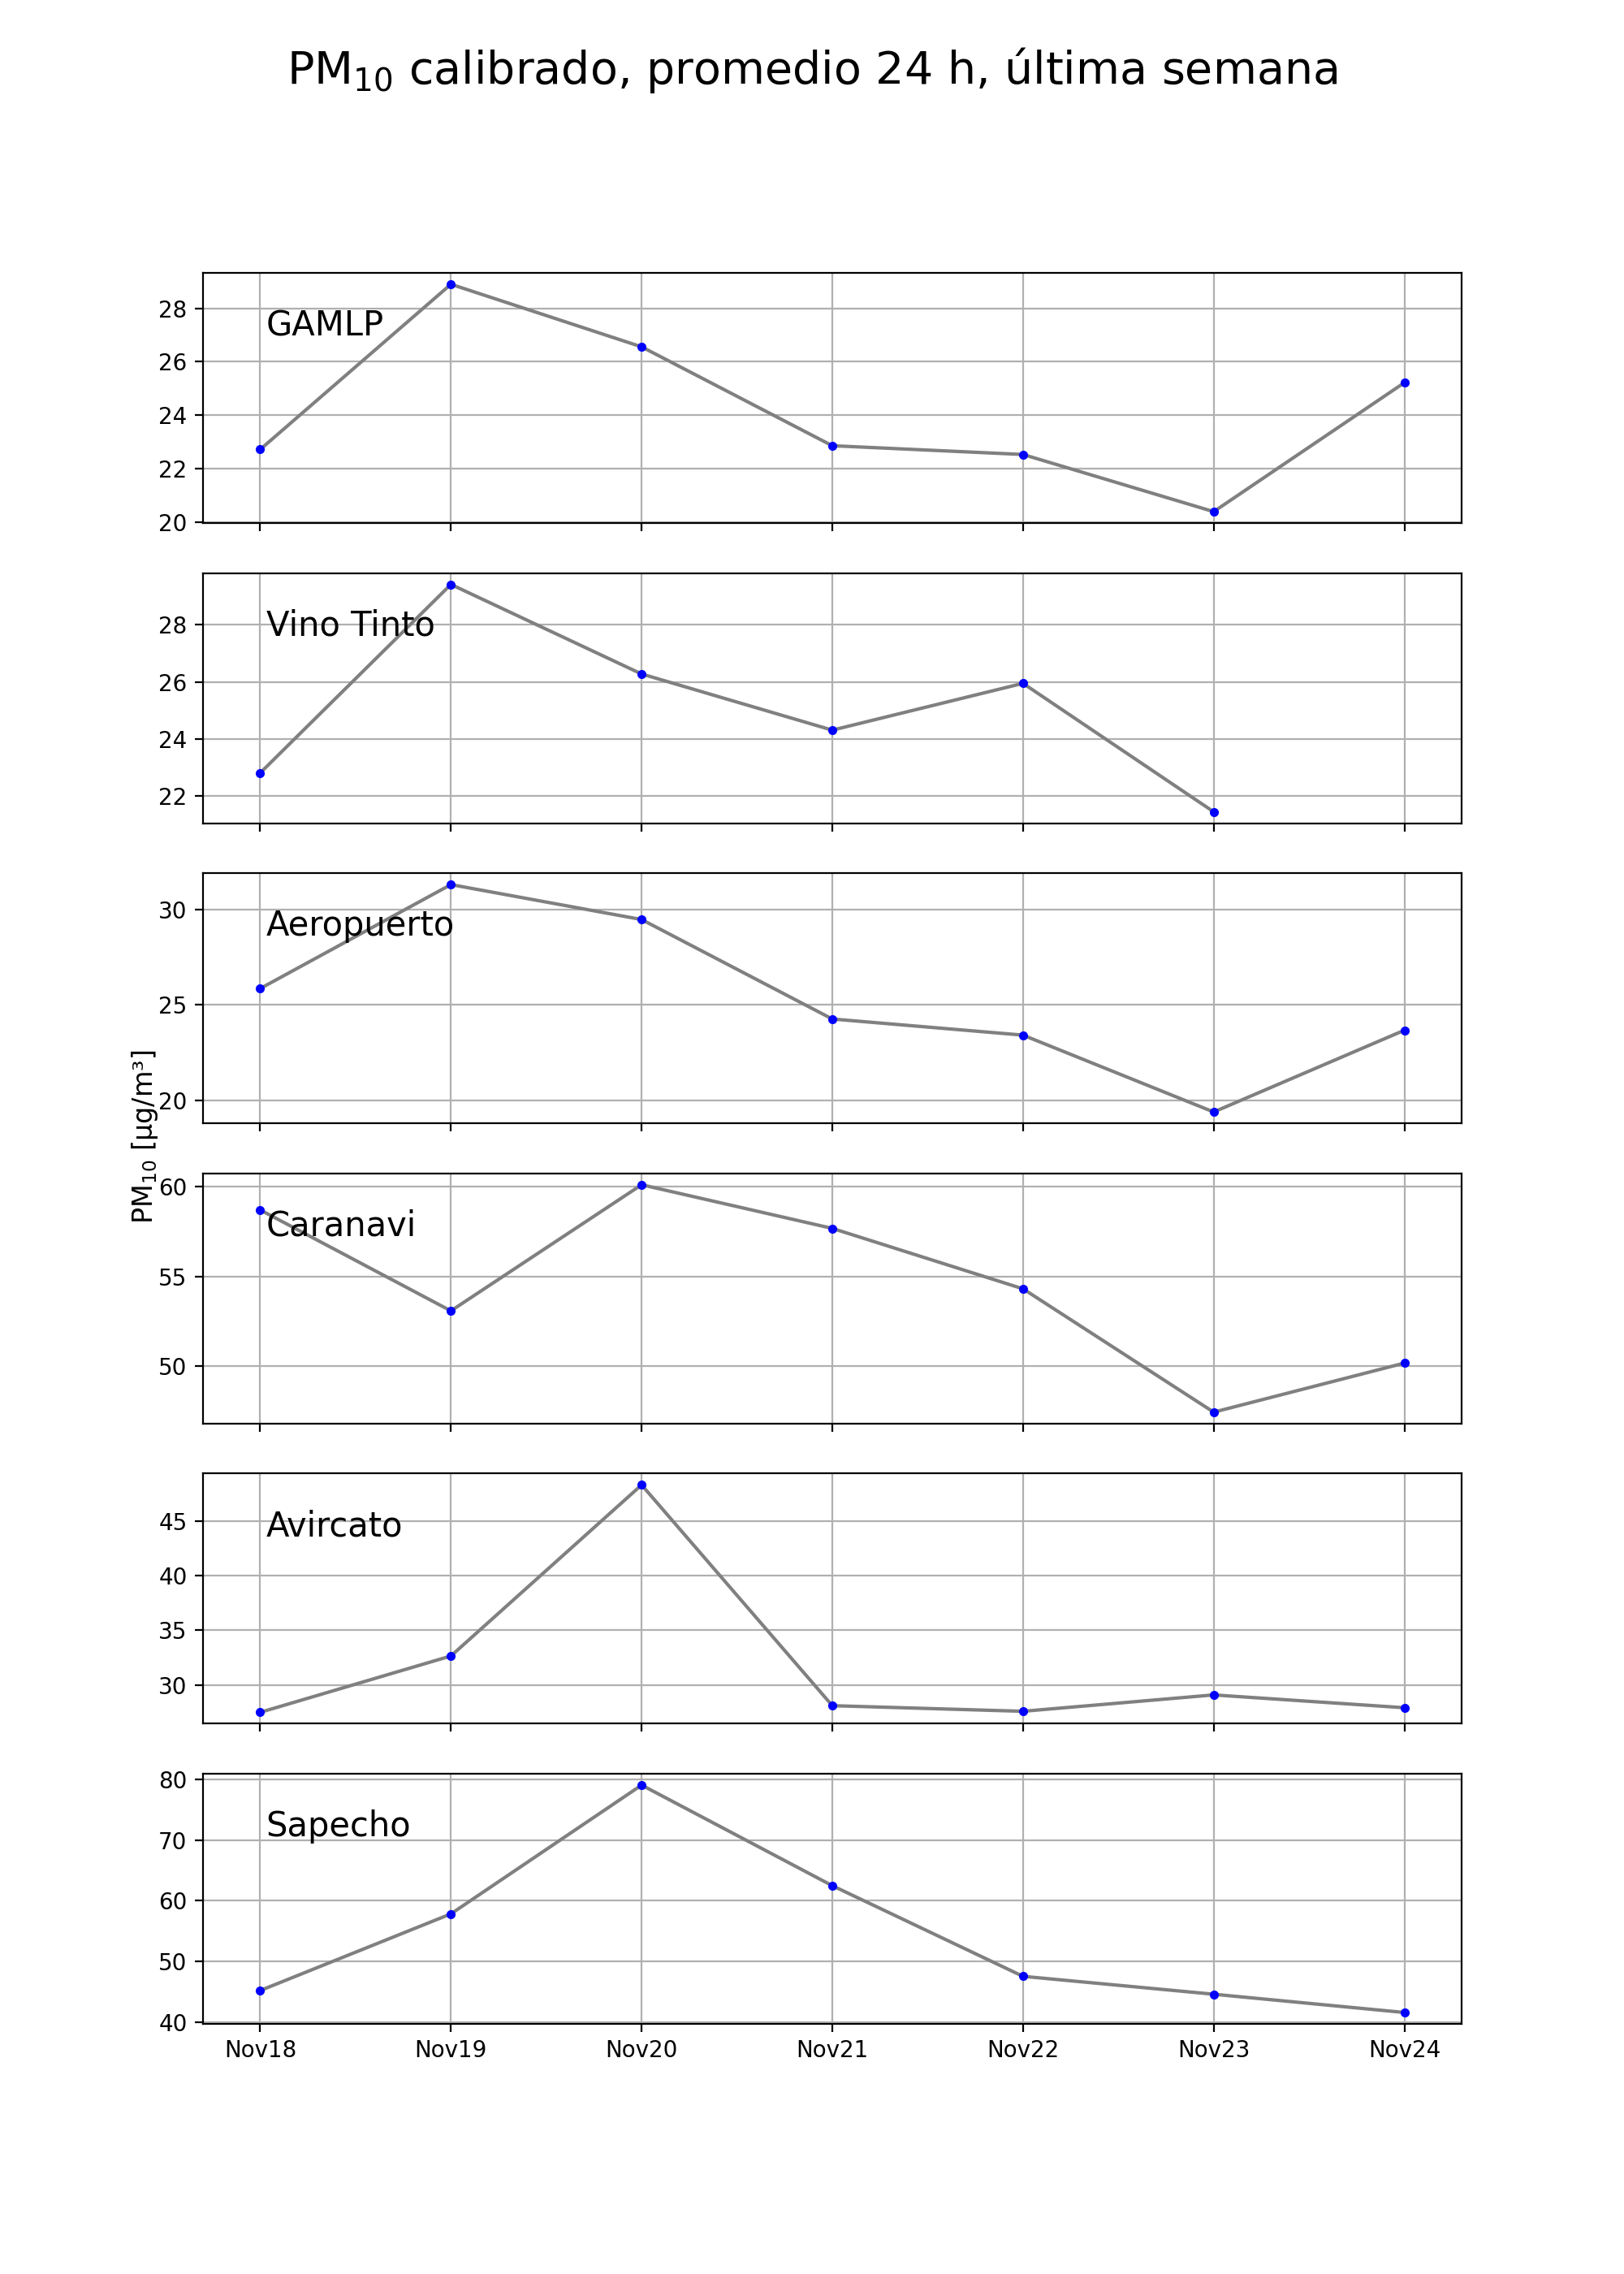 PM₁₀ calibrado, promedio 24 h, última semana
PM₁₀ [µg/m³]
GAMLP
28
26
24
22
20
Vino Tinto
28
26
24
22
Aeropuerto
30
25
20
Caranavi
60
55
50
Avircato
45
40
35
30
Sapecho
80
70
60
50
40
Nov18 Nov19 Nov20 Nov21 Nov22 Nov23 Nov24